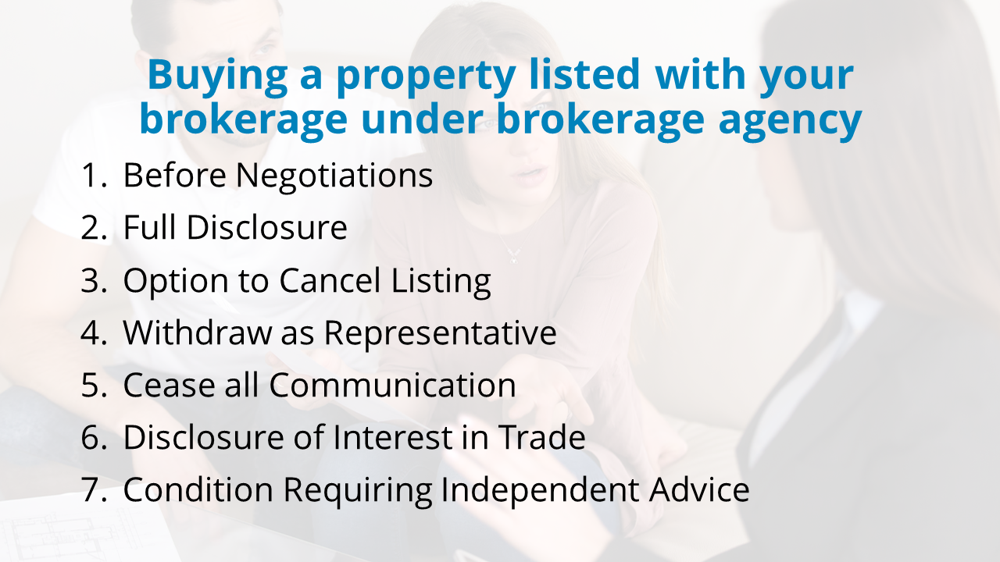 Buying a property listed with your
brokerage under brokerage agency
1. Before Negotiations
2. Full Disclosure
3. Option to Cancel Listing
4. Withdraw as Representative
5. Cease all Communication
6. Disclosure of Interest in Trade
7. Condition Requiring Independent Advice